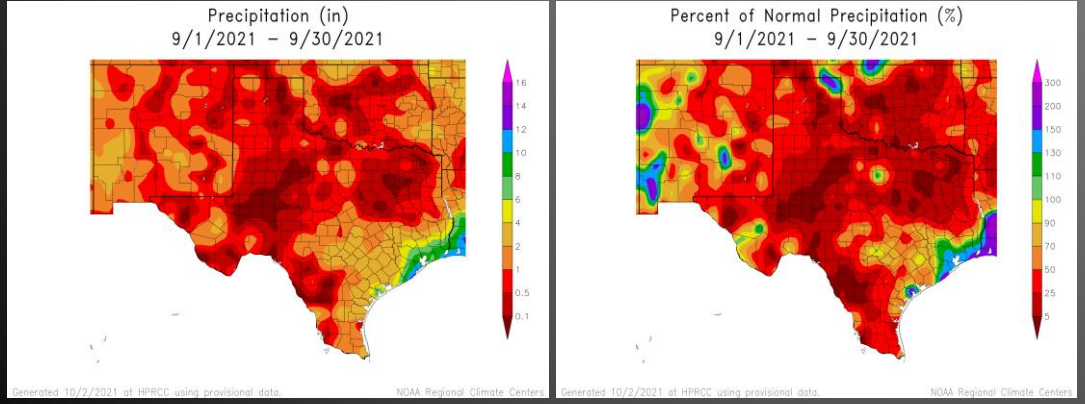 Precipitation (in)
9/1/2021 – 9/30/2021
16
14
12
10
8
6
4
2
1
0.5
0.1
Generated 10/2/2021 at HPRCC using provisional data.
NOAA Regional Climate Centers
Percent of Normal Precipitation (%)
9/1/2021 – 9/30/2021
300
200
150
130
110
100
90
70
50
25
5
Generated 10/2/2021 at HPRCC using provisional data.
NOAA Regional Climate Centers